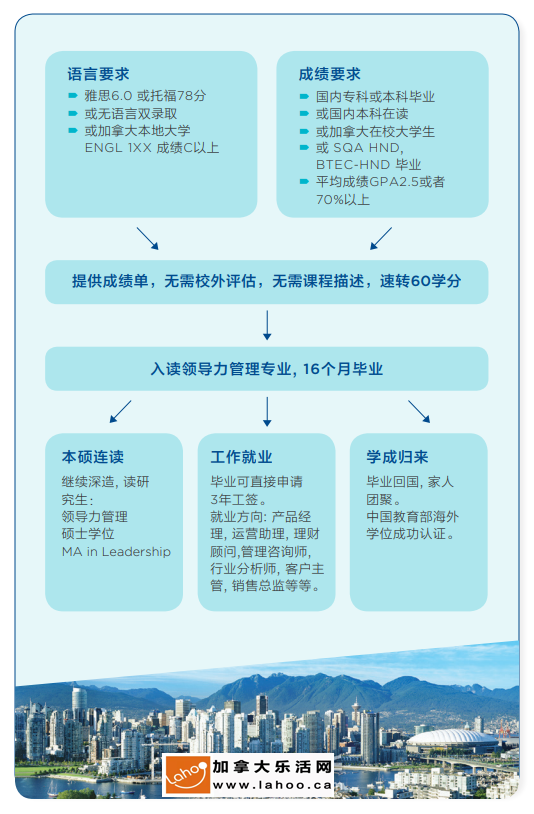 语言要求
雅思6.0 或托福78分
或无语言双录取
或加拿大本地大学
ENGL 1XX 成绩C以上
成绩要求
国内专科或本科毕业
或国内本科在读
或加拿大在校大学生
或 SQA HND,
BTEC-HND 毕业
平均成绩GPA2.5或者
70%以上
提供成绩单，无需校外评估，无需课程描述，速转60学分
入读领导力管理专业, 16个月毕业
本硕连读
继续深造, 读研
究生:
领导力管理
硕士学位
MA in Leadership
工作就业
毕业可直接申请
3年工签。
就业方向: 产品经
理, 运营助理, 理财
顾问,管理咨询师,
行业分析师, 客户主
管, 销售总监等等。
学成归来
毕业回国, 家人
团聚。
中国教育部海外
学位成功认证。
Lahoo
加拿大乐活网
www.lahoo.ca